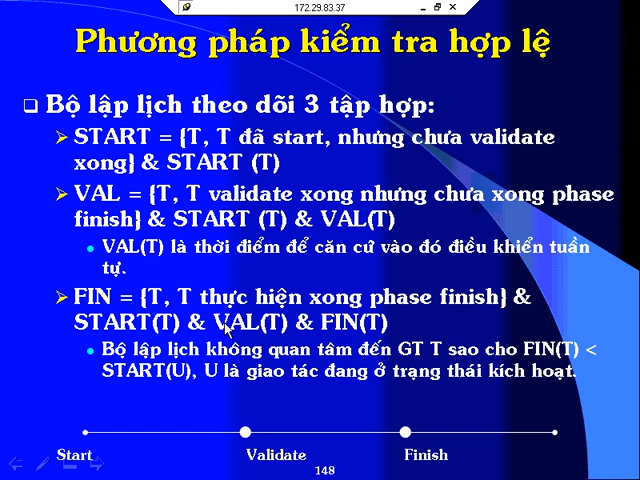 172.29.83.37
Phương pháp kiểm tra hợp lệ
Bộ lập lịch theo dõi 3 tập hợp:
START = {T, T đã start, nhưng chưa validate
xong} & START (T)
VAL = {T, T validate xong nhưng chưa xong phase
finish} & START (T) & VAL(T)
VAL(T) là thời điểm để căn cứ vào đó điều khiển tuần
tự.
FIN = {T, T thực hiện xong phase finish} &
START(T) & VAL(T) & FIN(T)
Bộ lập lịch không quan tâm đến GT T sao cho FIN(T) <
START(U), U là giao tác đang ở trạng thái kích hoạt.
Start Validate Finish
148